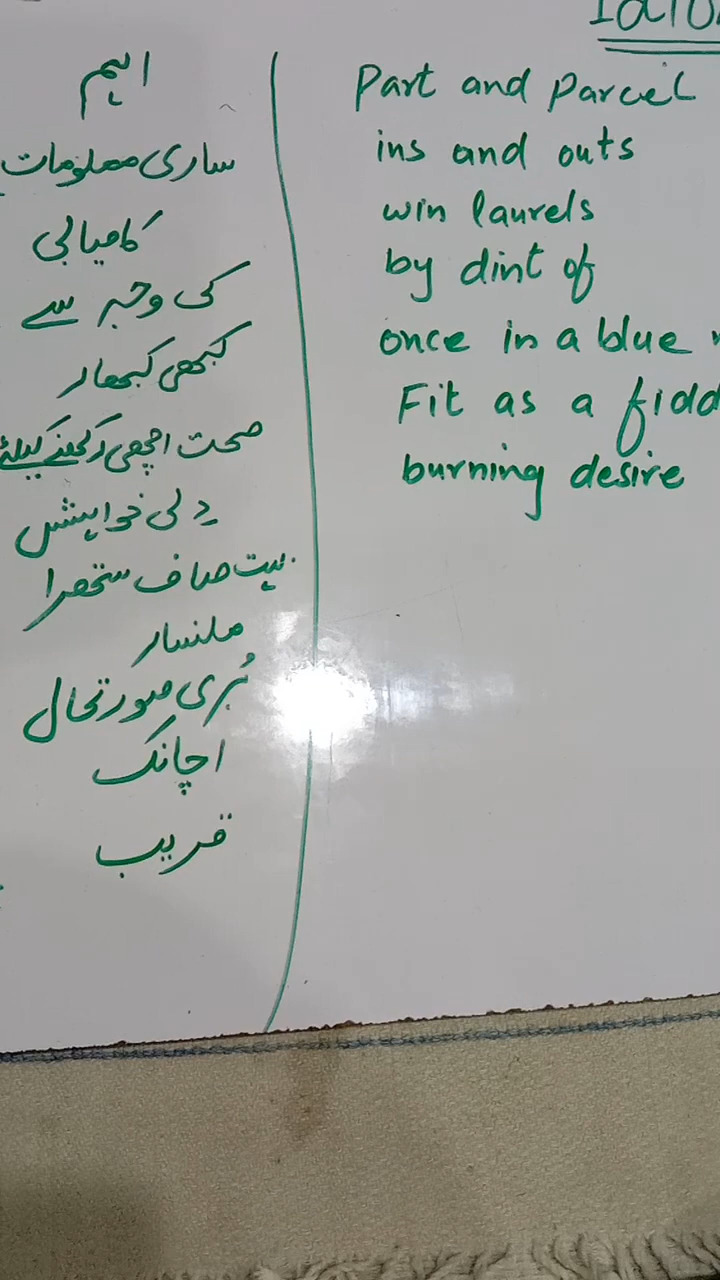 Part and Parcel
ins and outs
win laurels
by dint of
once in a blue
Fit as a fidd
burning desire
اہم
ساری معلومات
کامیابی
کی وجہ سے
کبھی کبھار
صحت اچھی رکھنے کیلئے
دلی خواہش
بہت صاف ستھرا
ملنسار
بُری صورتحال
اچانک
قریب